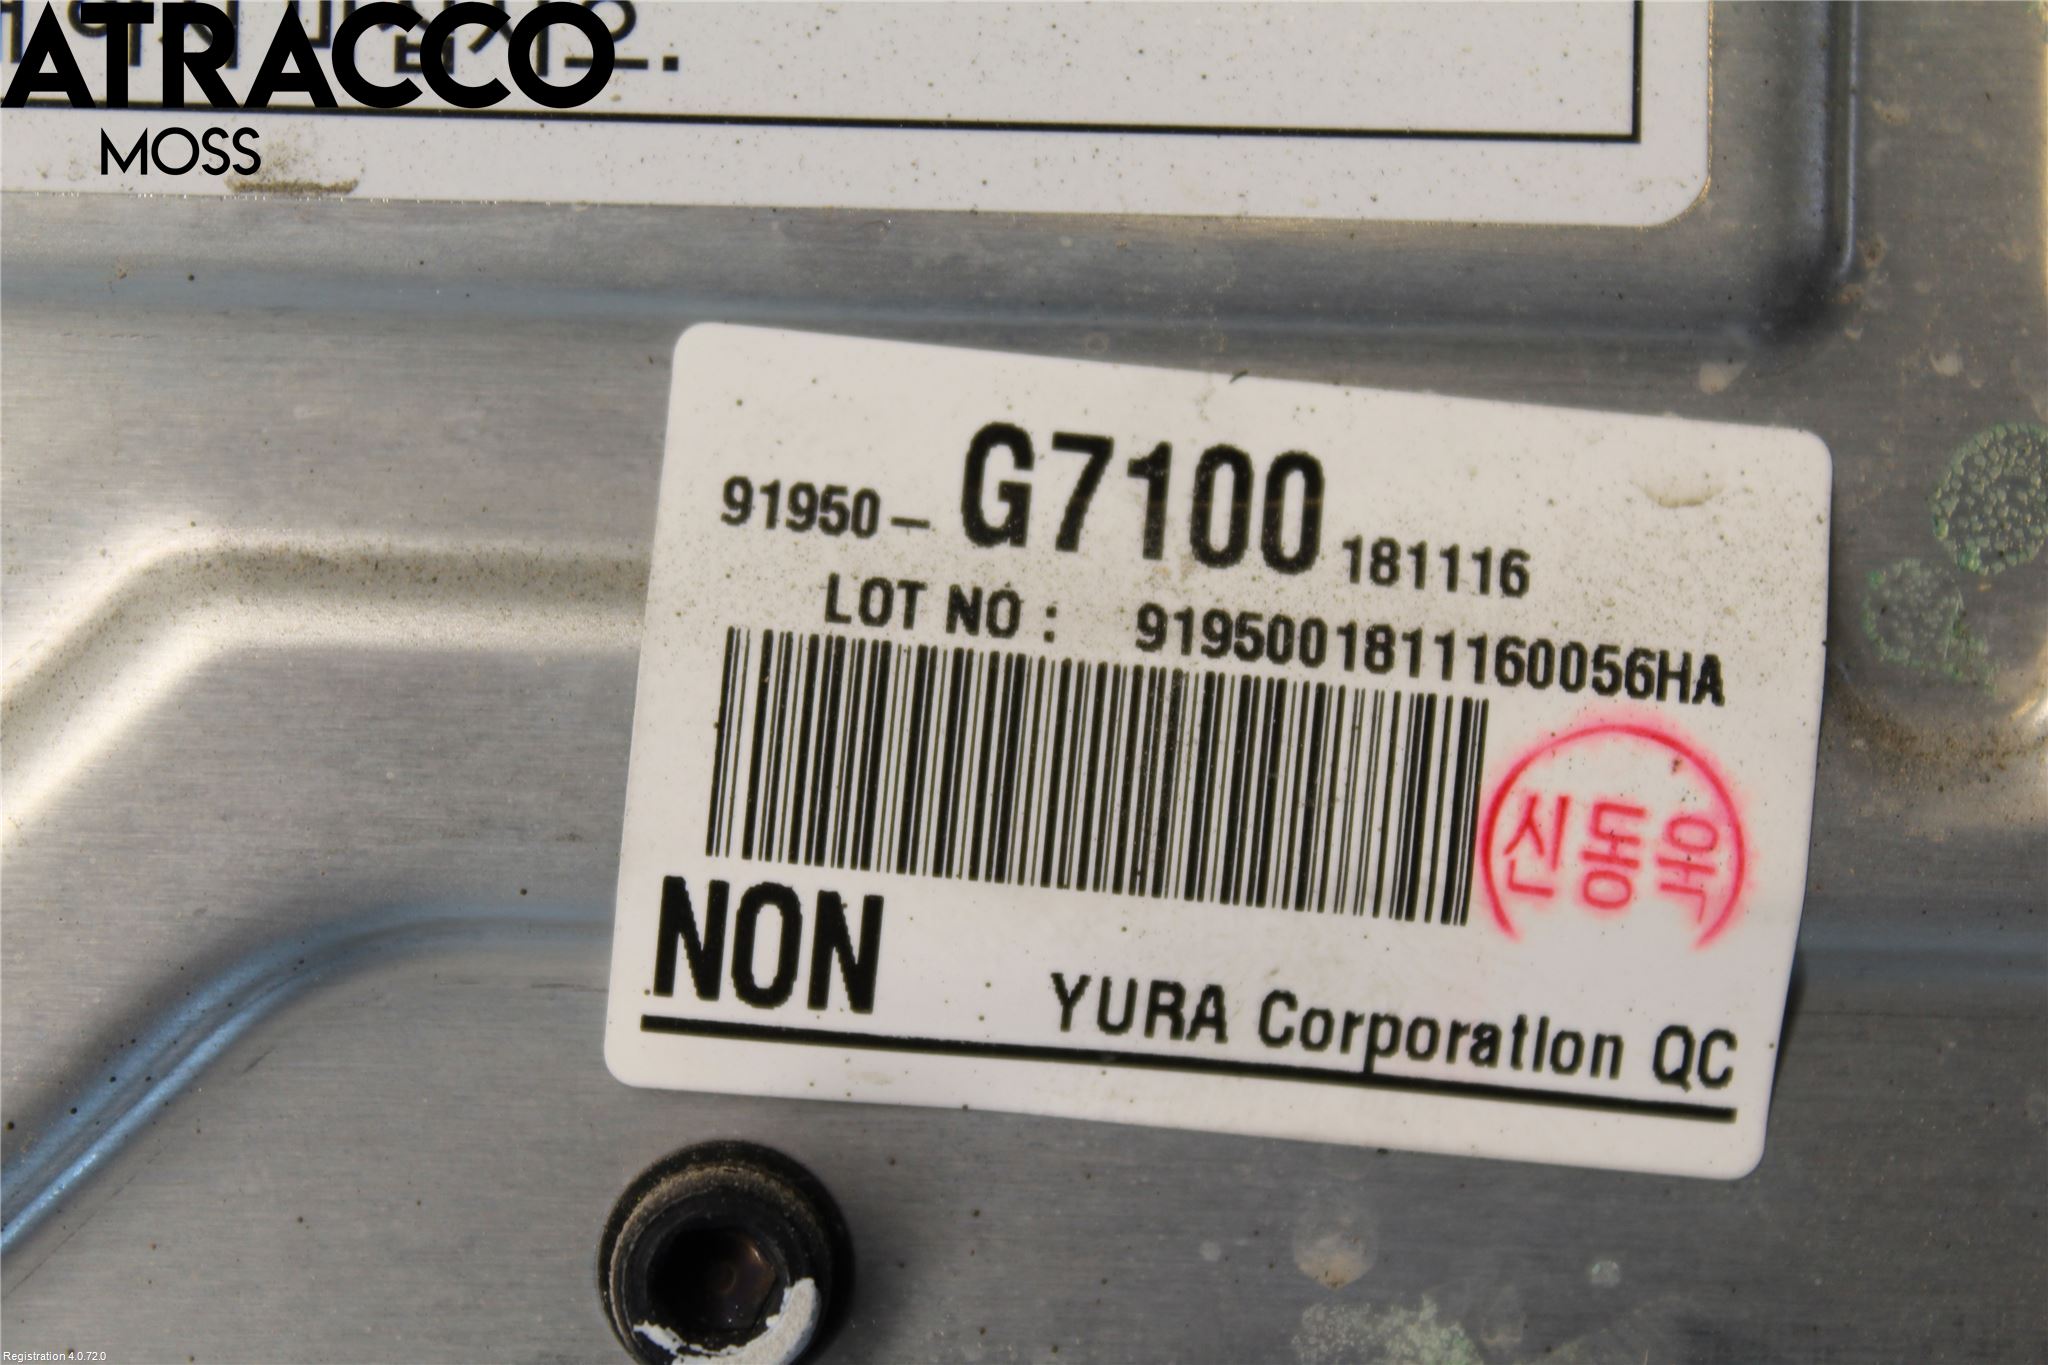 ATRACCO
MOSS
91950- G7100 181116
LOT NO : 9195001811160056HA
신동욱
NON
YURA Corporation QC
Registration 4.0.72.0